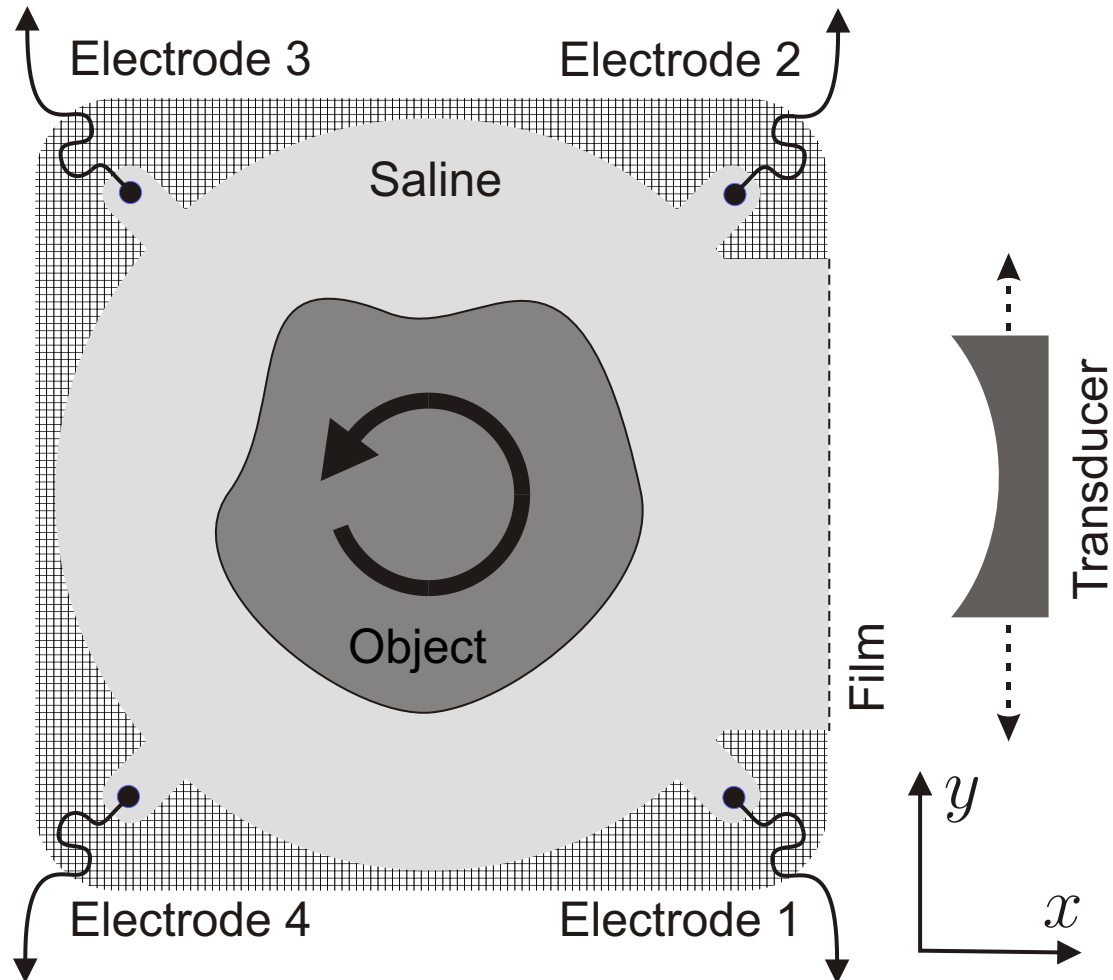 Electrode 3
Electrode 2
Saline
Transducer
Object
Film
y
x
Electrode 4
Electrode 1